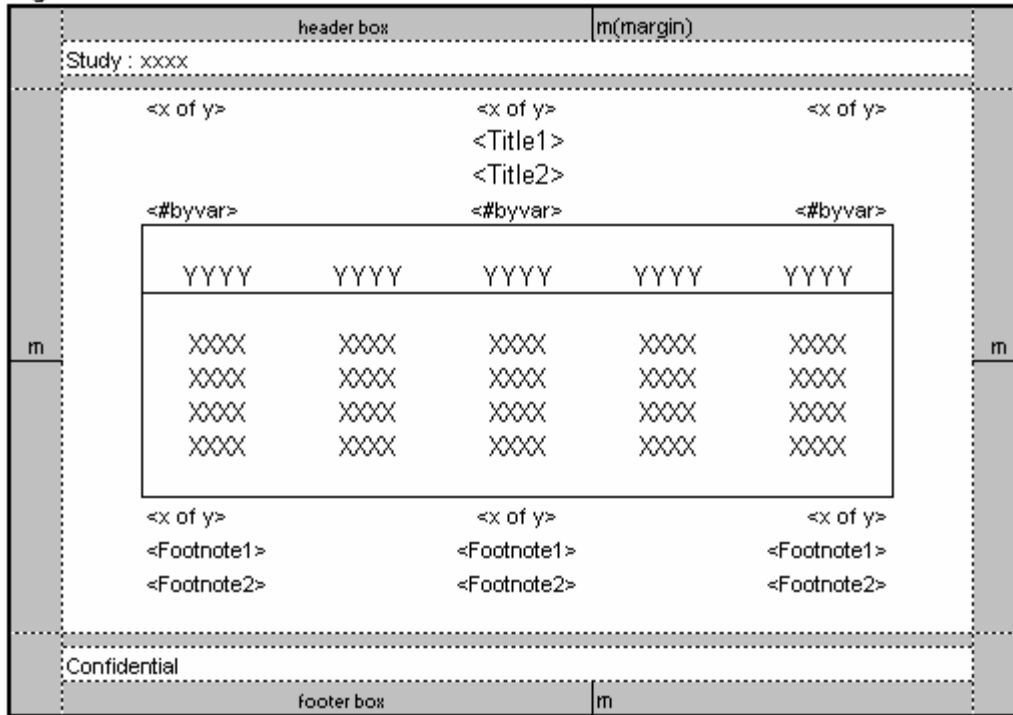 header box m(margin)
Study : xxxx
<x of y> <x of y> <x of y>
<Title1>
<Title2>
<#byvar> <#byvar> <#byvar>
YYYY YYYY YYYY YYYY YYYY
XXXX XXXX XXXX XXXX XXXX
m m
XXXX XXXX XXXX XXXX XXXX
XXXX XXXX XXXX XXXX XXXX
XXXX XXXX XXXX XXXX XXXX
<x of y> <x of y> <x of y>
<Footnote1> <Footnote1> <Footnote1>
<Footnote2> <Footnote2> <Footnote2>
Confidential
footer box m